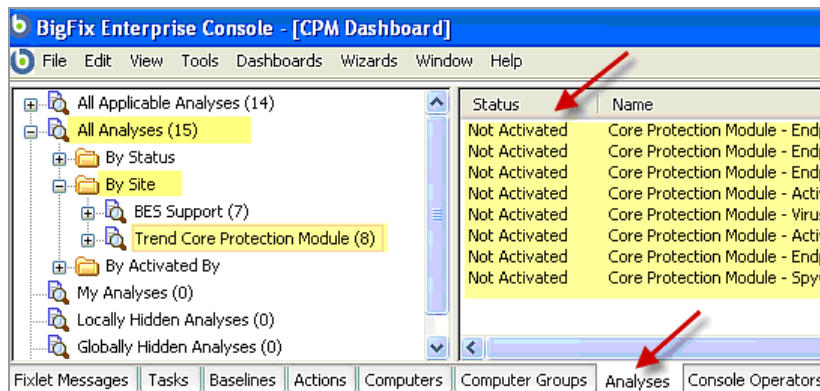 BigFix Enterprise Console - [CPM Dashboard]
File Edit View Tools Dashboards Wizards Window Help
All Applicable Analyses (14)
All Analyses (15)
By Status
By Site
BES Support (7)
Trend Core Protection Module (8)
By Activated By
My Analyses (0)
Locally Hidden Analyses (0)
Globally Hidden Analyses (0)
Status Name
Not Activated Core Protection Module - End
Not Activated Core Protection Module - End
Not Activated Core Protection Module - End
Not Activated Core Protection Module - Acti
Not Activated Core Protection Module - Viru
Not Activated Core Protection Module - Acti
Not Activated Core Protection Module - End
Not Activated Core Protection Module - Spy
Fixlet Messages Tasks Baselines Actions Computers Computer Groups Analyses Console Operators